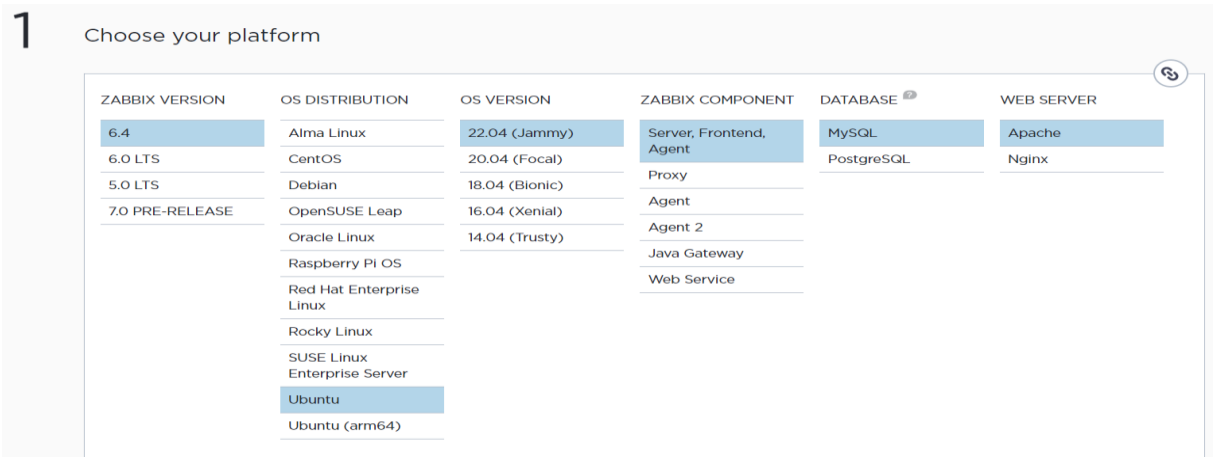 1
Choose your platform
ZABBIX VERSION
6.4
6.0 LTS
5.0 LTS
7.0 PRE-RELEASE
OS DISTRIBUTION
Alma Linux
CentOS
Debian
OpenSUSE Leap
Oracle Linux
Raspberry Pi OS
Red Hat Enterprise
Linux
Rocky Linux
SUSE Linux
Enterprise Server
Ubuntu
Ubuntu (arm64)
OS VERSION
22.04 (Jammy)
20.04 (Focal)
18.04 (Bionic)
16.04 (Xenial)
14.04 (Trusty)
ZABBIX COMPONENT
Server, Frontend,
Agent
Proxy
Agent
Agent 2
Java Gateway
Web Service
DATABASE ?
MySQL
PostgreSQL
WEB SERVER
Apache
Nginx